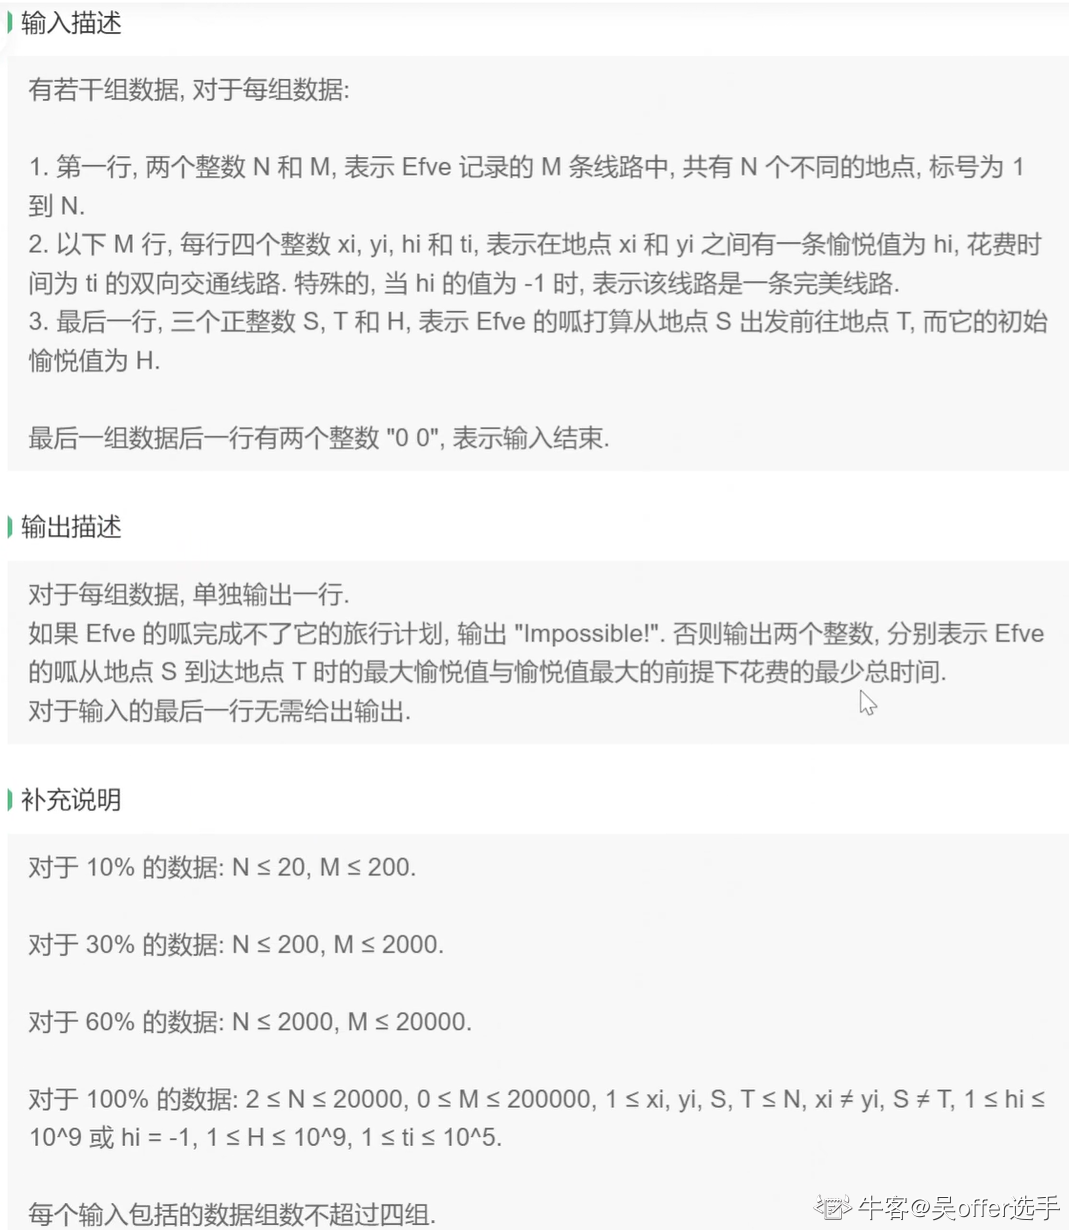 输入描述
有若干组数据, 对于每组数据:
1. 第一行, 两个整数 N 和 M, 表示 Efve 记录的 M 条线路中, 共有 N 个不同的地点, 标号为 1
到 N.
2. 以下 M 行, 每行四个整数 xi, yi, hi 和 ti, 表示在地点 xi 和 yi 之间有一条愉悦值为 hi, 花费时
间为 ti 的双向交通线路. 特殊的, 当 hi 的值为 -1 时, 表示该线路是一条完美线路.
3. 最后一行, 三个正整数 S, T 和 H, 表示 Efve 的呱打算从地点 S 出发前往地点 T, 而它的初始
愉悦值为 H.
最后一组数据后一行有两个整数 "0 0", 表示输入结束.
输出描述
对于每组数据, 单独输出一行.
如果 Efve 的呱完成不了它的旅行计划, 输出 "Impossible!". 否则输出两个整数, 分别表示 Efve
的呱从地点 S 到达地点 T 时的最大愉悦值与愉悦值最大的前提下花费的最少总时间.
对于输入的最后一行无需给出输出.
补充说明
对于 10% 的数据: N ≤ 20, M ≤ 200.
对于 30% 的数据: N ≤ 200, M ≤ 2000.
对于 60% 的数据: N ≤ 2000, M ≤ 20000.
对于 100% 的数据: 2 ≤ N ≤ 20000, 0 ≤ M ≤ 200000, 1 ≤ xi, yi, S, T ≤ N, xi ≠ yi, S ≠ T, 1 ≤ hi ≤
10^9 或 hi = -1, 1 ≤ H ≤ 10^9, 1 ≤ ti ≤ 10^5.
每个输入包括的数据组数不超过四组.
牛客@吴offer选手